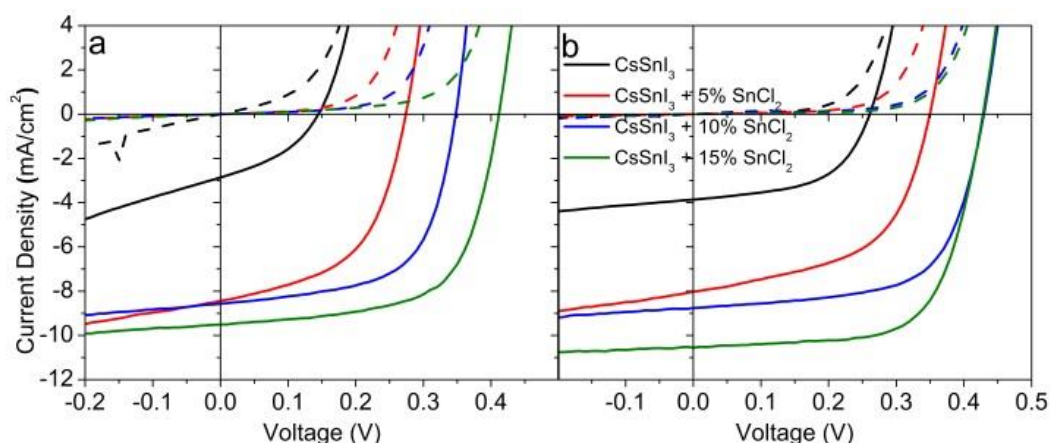 a
b
CsSnI₃
CsSnI₃ + 5% SnCl₂
CsSnI₃ + 10% SnCl₂
CsSnI₃ + 15% SnCl₂
Current Density (mA/cm²)
4
2
0
-2
-4
-6
-8
-10
-12
-0.2 -0.1 0.0 0.1 0.2 0.3 0.4
-0.1 0.0 0.1 0.2 0.3 0.4 0.5
Voltage (V)
Voltage (V)